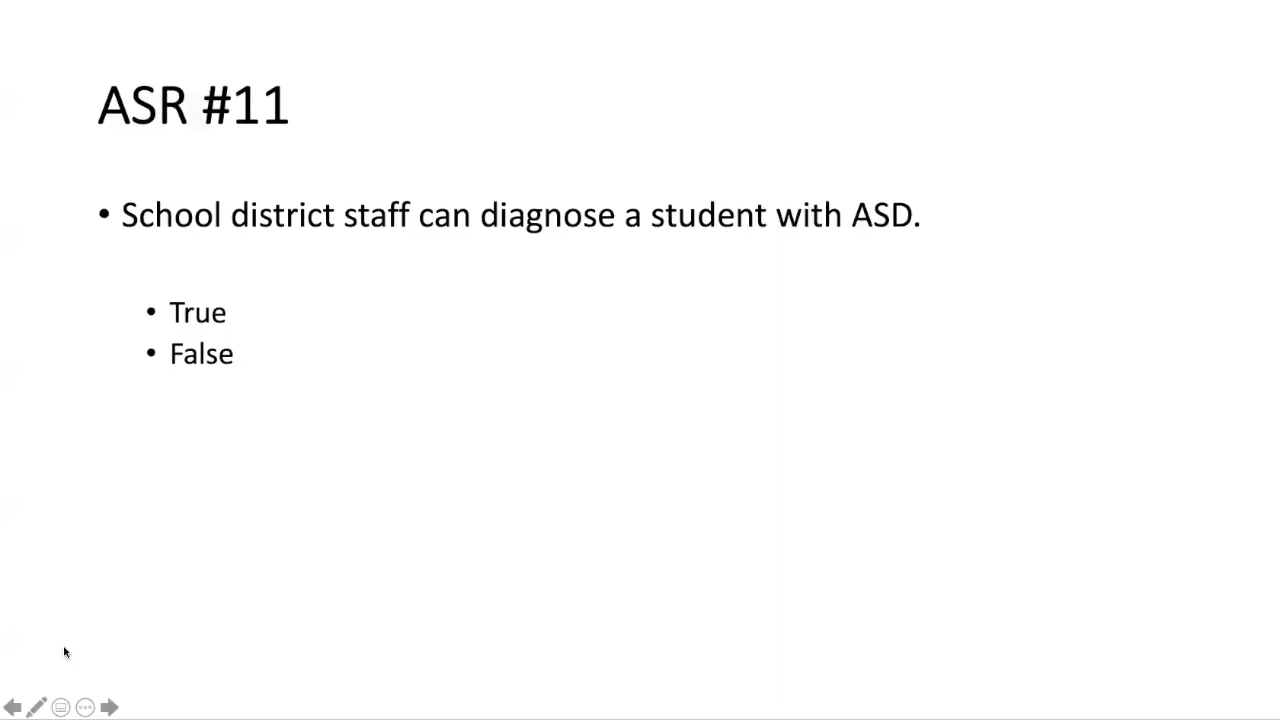 ASR #11
• School district staff can diagnose a student with ASD.
• True
• False